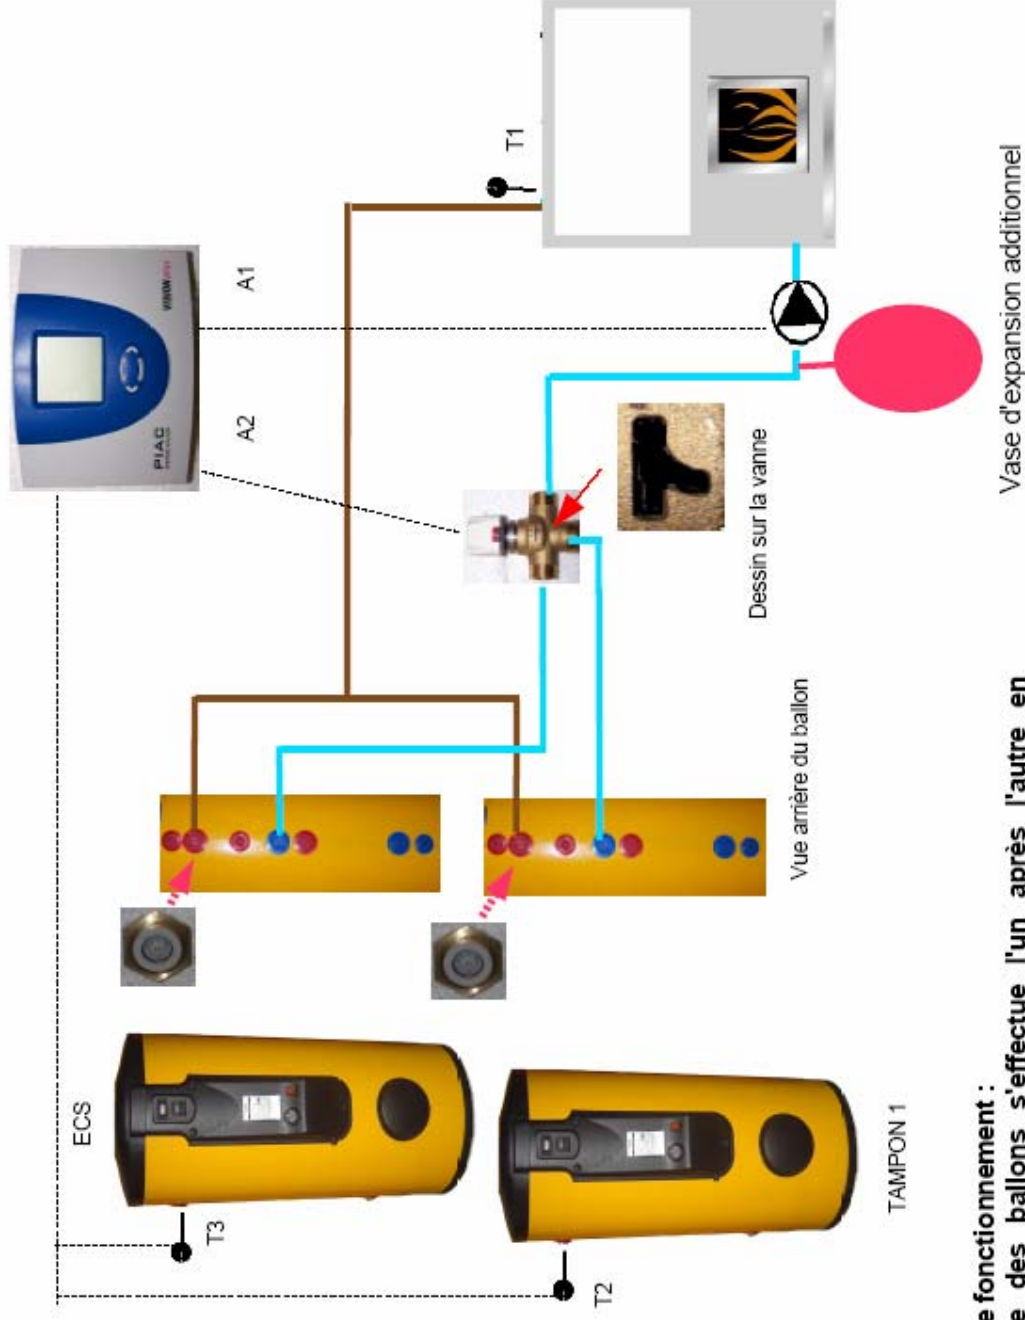 T1
A1
A2
PIAC
VISION
Dessin sur la vanne
Vase d'expansion additionnel
Vue arrière du ballon
ECS
T3
TAMPON 1
T2
e fonctionnement :
e des ballons s'effectue l'un après l'autre en